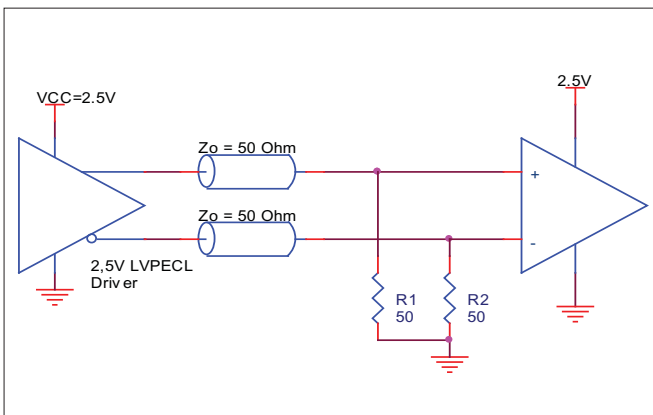 VCC=2.5V
2.5V
Zo = 50 Ohm
+
Zo = 50 Ohm
-
2,5V LVPECL
Driver
R1
50
R2
50